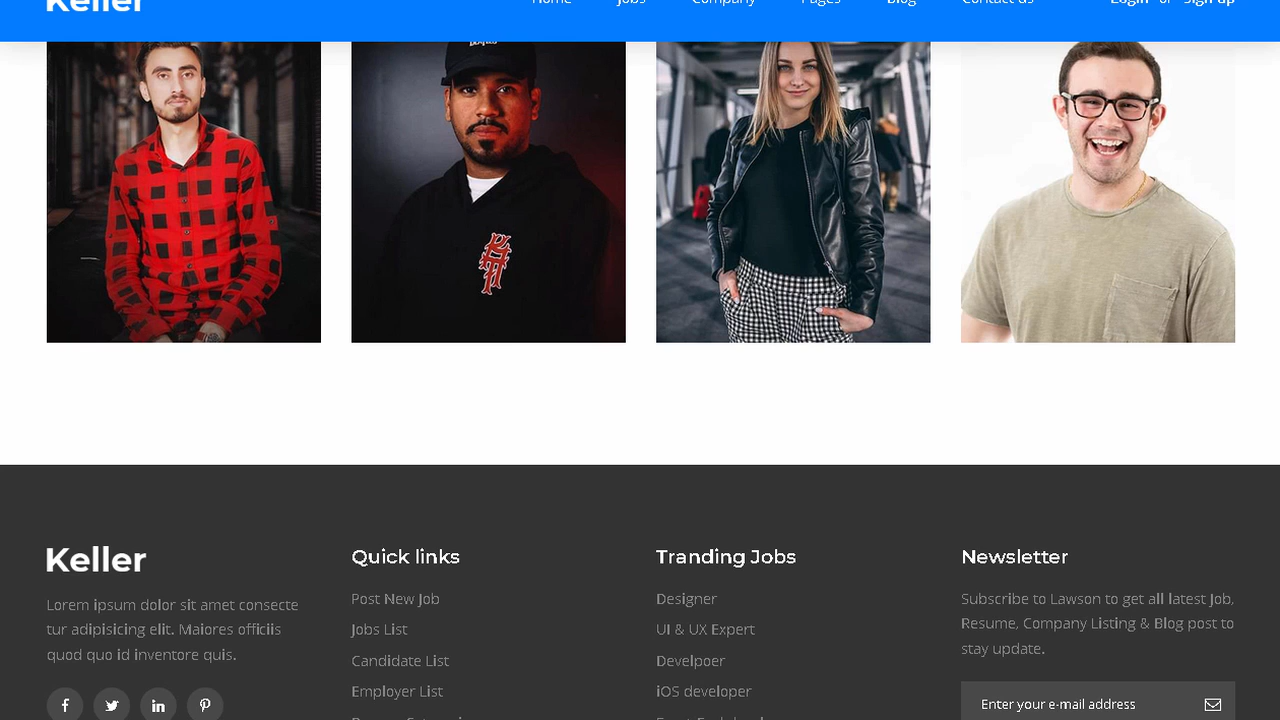 Keller
Home Jobs Company Pages Blog Contact us Login or Sign up
Keller
Lorem ipsum dolor sit amet consecte
tur adipisicing elit. Maiores officiis
quod quo id inventore quis.
Quick links
Post New Job
Jobs List
Candidate List
Employer List
Tranding Jobs
Designer
UI & UX Expert
Develpoer
iOS developer
Newsletter
Subscribe to Lawson to get all latest Job,
Resume, Company Listing & Blog post to
stay update.
Enter your e-mail address